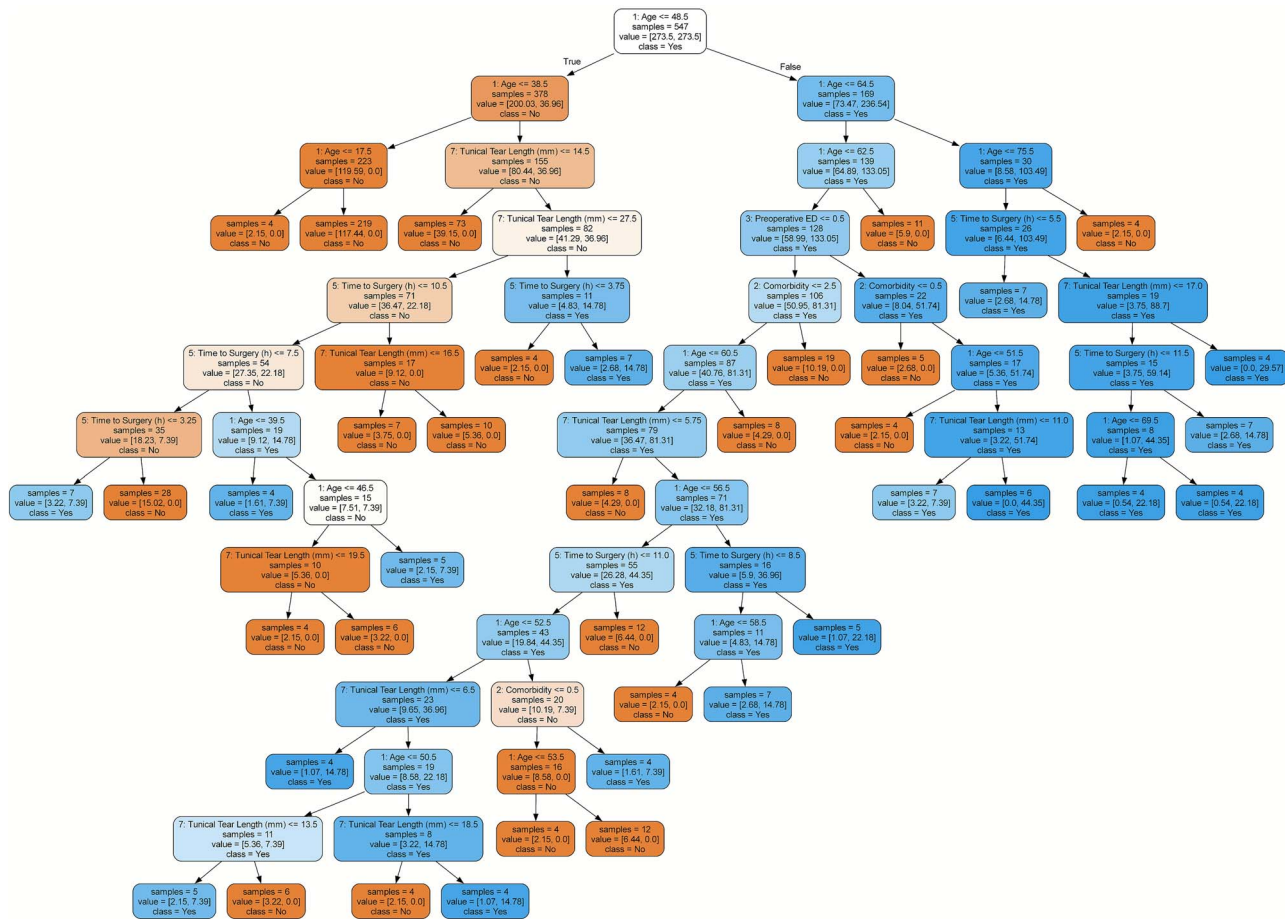 1: Age <= 48.5
samples = 547
value = [273.5, 273.5]
class = Yes
True
False
1: Age <= 38.5
samples = 378
value = [200.03, 36.96]
class = No
1: Age <= 64.5
samples = 169
value = [73.47, 236.54]
class = Yes
1: Age <= 17.5
samples = 223
value = [119.59, 0.0]
class = No
7: Tunical Tear Length (mm) <= 14.5
samples = 155
value = [80.44, 36.96]
class = No
1: Age <= 62.5
samples = 139
value = [64.89, 133.05]
class = Yes
1: Age <= 75.5
samples = 30
value = [8.58, 103.49]
class = Yes
samples = 4
value = [2.15, 0.0]
class = No
samples = 219
value = [117.44, 0.0]
class = No
samples = 73
value = [39.15, 0.0]
class = No
7: Tunical Tear Length (mm) <= 27.5
samples = 82
value = [41.29, 36.96]
class = No
3: Preoperative ED <= 0.5
samples = 128
value = [58.99, 133.05]
class = Yes
samples = 11
value = [5.9, 0.0]
class = No
5: Time to Surgery (h) <= 5.5
samples = 26
value = [6.44, 103.49]
class = Yes
samples = 4
value = [2.15, 0.0]
class = No
5: Time to Surgery (h) <= 10.5
samples = 71
value = [36.47, 22.18]
class = No
5: Time to Surgery (h) <= 3.75
samples = 11
value = [4.83, 14.78]
class = Yes
2: Comorbidity <= 2.5
samples = 106
value = [50.95, 81.31]
class = Yes
2: Comorbidity <= 0.5
samples = 22
value = [8.04, 51.74]
class = Yes
samples = 7
value = [2.68, 14.78]
class = Yes
7: Tunical Tear Length (mm) <= 17.0
samples = 19
value = [3.75, 88.7]
class = Yes
5: Time to Surgery (h) <= 7.5
samples = 54
value = [27.35, 22.18]
class = No
7: Tunical Tear Length (mm) <= 16.5
samples = 17
value = [9.12, 0.0]
class = No
samples = 4
value = [2.15, 0.0]
class = No
samples = 7
value = [2.68, 14.78]
class = Yes
1: Age <= 60.5
samples = 87
value = [40.76, 81.31]
class = Yes
samples = 19
value = [10.19, 0.0]
class = No
samples = 5
value = [2.68, 0.0]
class = No
1: Age <= 51.5
samples = 17
value = [5.36, 51.74]
class = Yes
5: Time to Surgery (h) <= 11.5
samples = 15
value = [3.75, 59.14]
class = Yes
samples = 4
value = [0.0, 29.57]
class = Yes
5: Time to Surgery (h) <= 3.25
samples = 35
value = [18.23, 7.39]
class = No
1: Age <= 39.5
samples = 19
value = [9.12, 14.78]
class = Yes
samples = 7
value = [3.75, 0.0]
class = No
samples = 10
value = [5.36, 0.0]
class = No
7: Tunical Tear Length (mm) <= 5.75
samples = 79
value = [36.47, 81.31]
class = Yes
samples = 8
value = [4.29, 0.0]
class = No
samples = 4
value = [2.15, 0.0]
class = No
7: Tunical Tear Length (mm) <= 11.0
samples = 13
value = [3.22, 51.74]
class = Yes
1: Age <= 69.5
samples = 8
value = [1.07, 44.35]
class = Yes
samples = 7
value = [2.68, 14.78]
class = Yes
samples = 7
value = [3.22, 7.39]
class = Yes
samples = 28
value = [15.02, 0.0]
class = No
samples = 4
value = [1.61, 7.39]
class = Yes
1: Age <= 46.5
samples = 15
value = [7.51, 7.39]
class = No
samples = 8
value = [4.29, 0.0]
class = No
1: Age <= 56.5
samples = 71
value = [32.18, 81.31]
class = Yes
samples = 7
value = [3.22, 7.39]
class = Yes
samples = 6
value = [0.0, 44.35]
class = Yes
samples = 4
value = [0.54, 22.18]
class = Yes
samples = 4
value = [0.54, 22.18]
class = Yes
7: Tunical Tear Length (mm) <= 19.5
samples = 10
value = [5.36, 0.0]
class = No
samples = 5
value = [2.15, 7.39]
class = Yes
5: Time to Surgery (h) <= 11.0
samples = 55
value = [26.28, 44.35]
class = Yes
5: Time to Surgery (h) <= 8.5
samples = 16
value = [5.9, 36.96]
class = Yes
samples = 4
value = [2.15, 0.0]
class = No
samples = 6
value = [3.22, 0.0]
class = No
1: Age <= 52.5
samples = 43
value = [19.84, 44.35]
class = Yes
samples = 12
value = [6.44, 0.0]
class = No
1: Age <= 58.5
samples = 11
value = [4.83, 14.78]
class = Yes
samples = 5
value = [1.07, 22.18]
class = Yes
7: Tunical Tear Length (mm) <= 6.5
samples = 23
value = [9.65, 36.96]
class = Yes
2: Comorbidity <= 0.5
samples = 20
value = [10.19, 7.39]
class = No
samples = 4
value = [2.15, 0.0]
class = No
samples = 7
value = [2.68, 14.78]
class = Yes
samples = 4
value = [1.07, 14.78]
class = Yes
1: Age <= 50.5
samples = 19
value = [8.58, 22.18]
class = Yes
1: Age <= 53.5
samples = 16
value = [8.58, 0.0]
class = No
samples = 4
value = [1.61, 7.39]
class = Yes
7: Tunical Tear Length (mm) <= 13.5
samples = 11
value = [5.36, 7.39]
class = Yes
7: Tunical Tear Length (mm) <= 18.5
samples = 8
value = [3.22, 14.78]
class = Yes
samples = 4
value = [2.15, 0.0]
class = No
samples = 12
value = [6.44, 0.0]
class = No
samples = 5
value = [2.15, 7.39]
class = Yes
samples = 6
value = [3.22, 0.0]
class = No
samples = 4
value = [2.15, 0.0]
class = No
samples = 4
value = [1.07, 14.78]
class = Yes